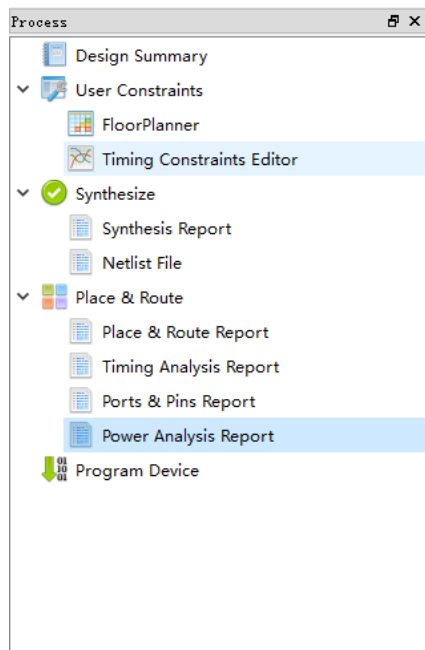 Process
Design Summary
User Constraints
FloorPlanner
Timing Constraints Editor
Synthesize
Synthesis Report
Netlist File
Place & Route
Place & Route Report
Timing Analysis Report
Ports & Pins Report
Power Analysis Report
Program Device